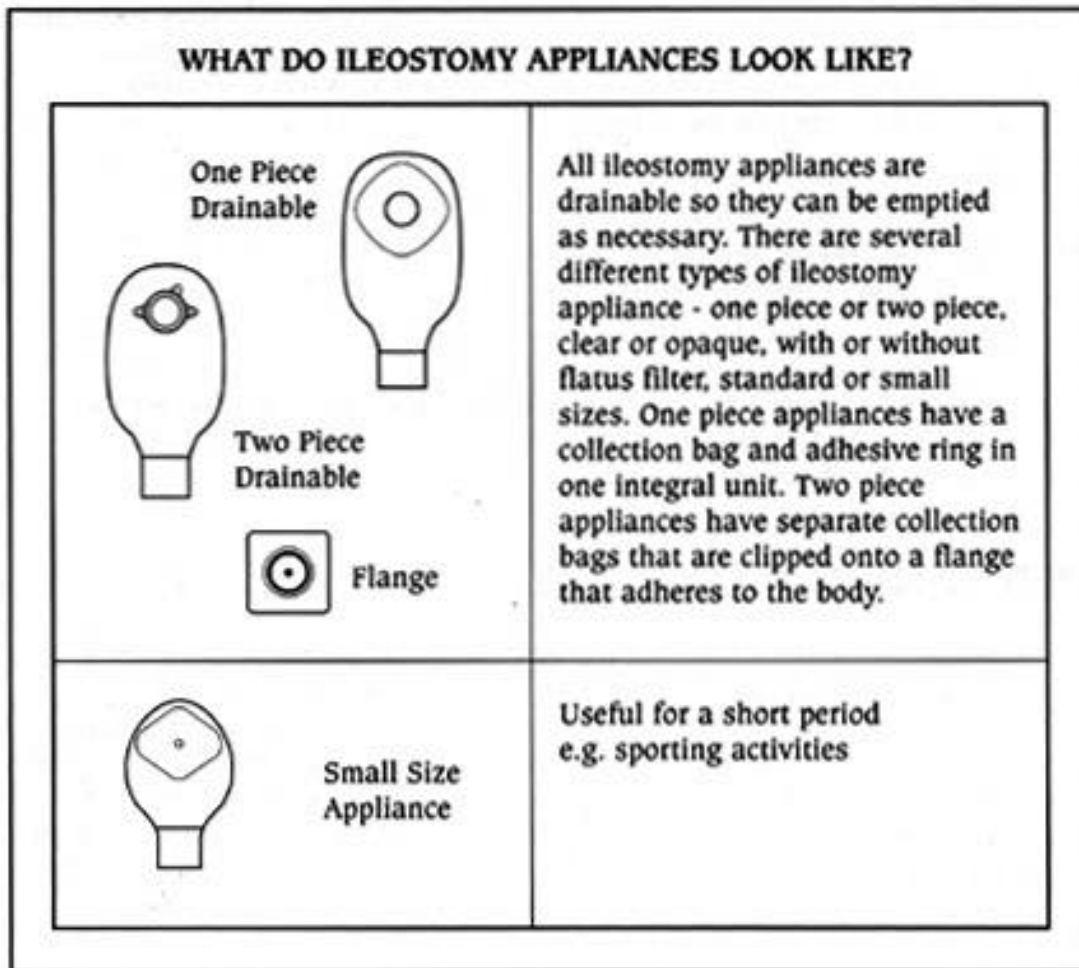 WHAT DO ILEOSTOMY APPLIANCES LOOK LIKE?
One Piece
Drainable
Two Piece
Drainable
Flange
All ileostomy appliances are
drainable so they can be emptied
as necessary. There are several
different types of ileostomy
appliance - one piece or two piece,
clear or opaque, with or without
flatus filter, standard or small
sizes. One piece appliances have a
collection bag and adhesive ring in
one integral unit. Two piece
appliances have separate collection
bags that are clipped onto a flange
that adheres to the body.
Small Size
Appliance
Useful for a short period
e.g. sporting activities